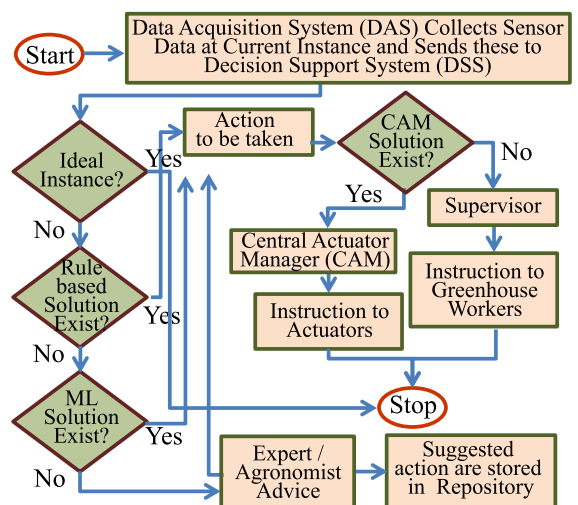 Start
Data Acquisition System (DAS) Collects Sensor
Data at Current Instance and Sends these to
Decision Support System (DSS)
Ideal
Instance?
Yes
No
Action
to be taken
CAM
Solution
Exist?
Yes
No
Supervisor
Central Actuator
Manager (CAM)
Instruction to
Greenhouse
Workers
Instruction to
Actuators
Rule
based
Solution
Exist?
Yes
No
ML
Solution
Exist?
Yes
No
Stop
Expert /
Agronomist
Advice
Suggested
action are stored
in Repository